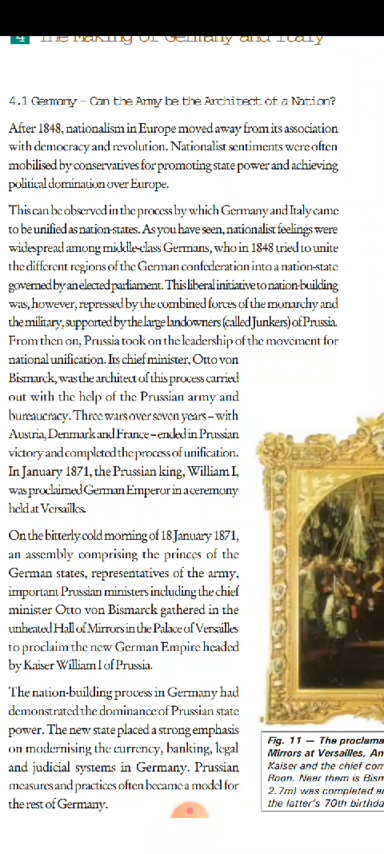 4 The Making of Germany and Italy
4.1 Germany – Can the Army be the Architect of a Nation?
After 1848, nationalism in Europe moved away from its association
with democracy and revolution. Nationalist sentiments were often
mobilised by conservatives for promoting state power and achieving
political domination over Europe.
This can be observed in the process by which Germany and Italy came
to be unified as nation-states. As you have seen, nationalist feelings were
widespread among middle-class Germans, who in 1848 tried to unite
the different regions of the German confederation into a nation-state
governed by an elected parliament. This liberal initiative to nation-building
was, however, repressed by the combined forces of the monarchy and
the military, supported by the large landowners (called Junkers) of Prussia.
From then on, Prussia took on the leadership of the movement for
national unification. Its chief minister, Otto von
Bismarck, was the architect of this process carried
out with the help of the Prussian army and
bureaucracy. Three wars over seven years – with
Austria, Denmark and France – ended in Prussian
victory and completed the process of unification.
In January 1871, the Prussian king, William I,
was proclaimed German Emperor in a ceremony
held at Versailles.
On the bitterly cold morning of 18 January 1871,
an assembly comprising the princes of the
German states, representatives of the army,
important Prussian ministers including the chief
minister Otto von Bismarck gathered in the
unheated Hall of Mirrors in the Palace of Versailles
to proclaim the new German Empire headed
by Kaiser William I of Prussia.
The nation-building process in Germany had
demonstrated the dominance of Prussian state
power. The new state placed a strong emphasis
on modernising the currency, banking, legal
and judicial systems in Germany. Prussian
measures and practices often became a model for
the rest of Germany.
Fig. 11 — The proclama
Mirrors at Versailles, An
Kaiser and the chief com
Roon. Near them is Bism
2.7m) was completed a
the latter's 70th birthda